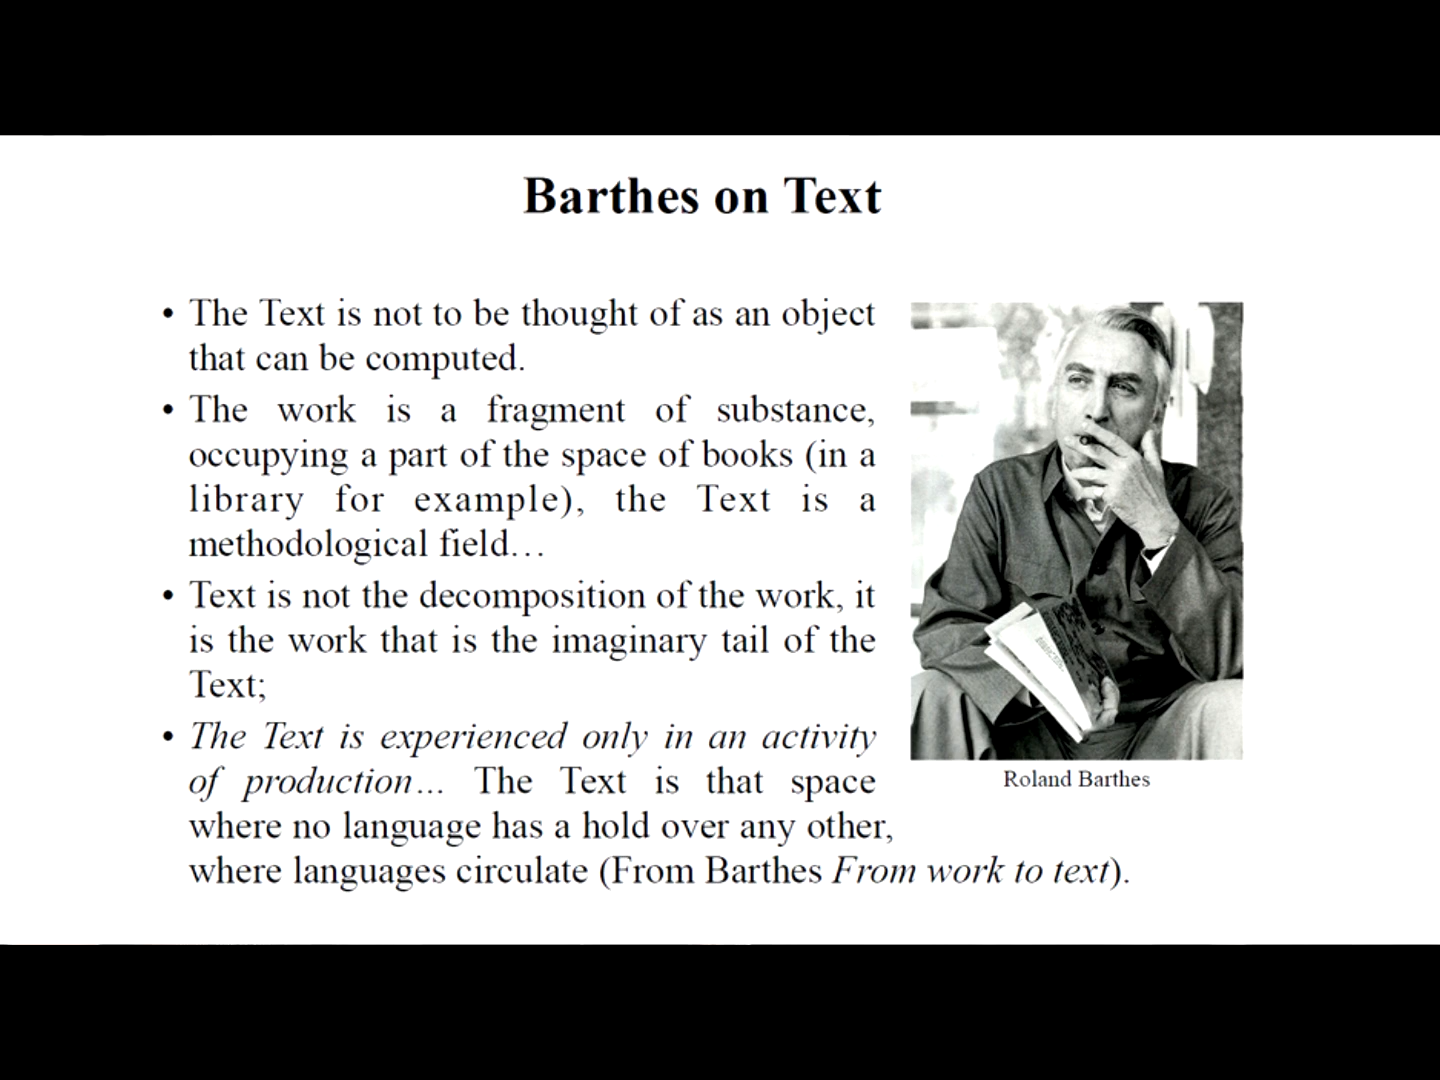 Barthes on Text
• The Text is not to be thought of as an object
that can be computed.
• The work is a fragment of substance,
occupying a part of the space of books (in a
library for example), the Text is a
methodological field…
• Text is not the decomposition of the work, it
is the work that is the imaginary tail of the
Text;
• The Text is experienced only in an activity
of production… The Text is that space
where no language has a hold over any other,
where languages circulate (From Barthes From work to text).
Roland Barthes